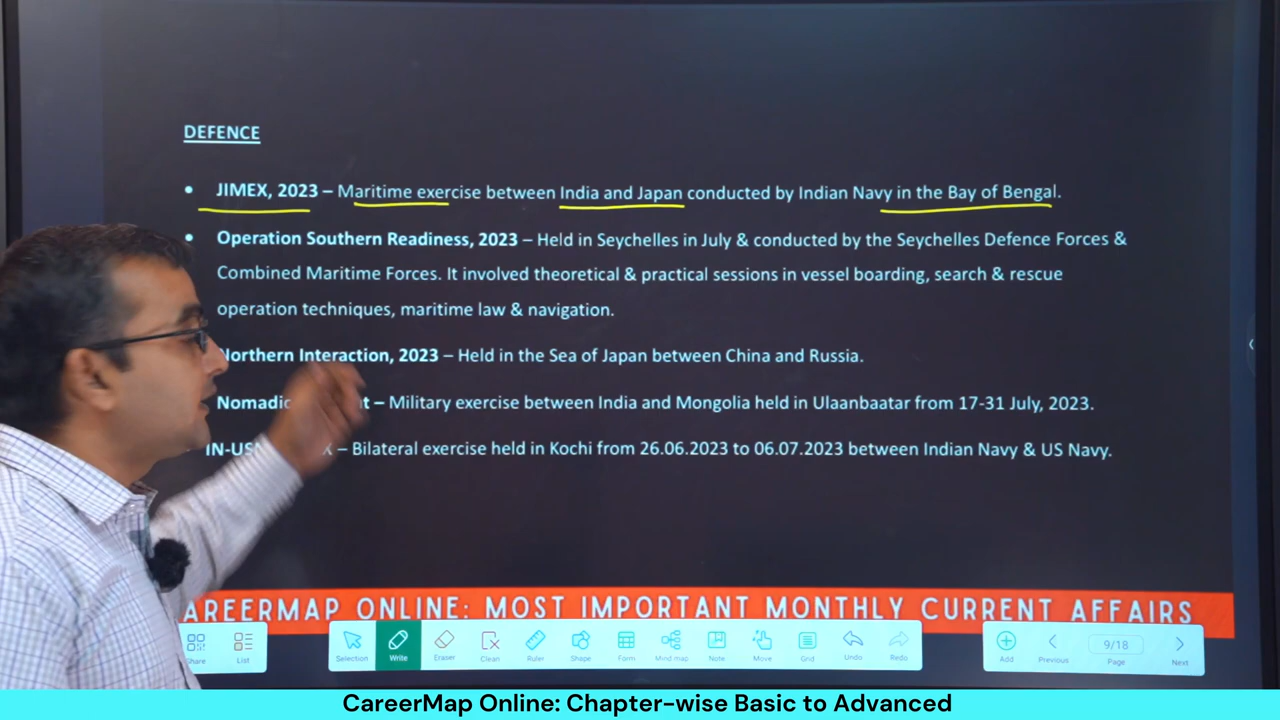 DEFENCE
• JIMEX, 2023 – Maritime exercise between India and Japan conducted by Indian Navy in the Bay of Bengal.
• Operation Southern Readiness, 2023 – Held in Seychelles in July & conducted by the Seychelles Defence Forces &
Combined Maritime Forces. It involved theoretical & practical sessions in vessel boarding, search & rescue
operation techniques, maritime law & navigation.
Northern Interaction, 2023 – Held in the Sea of Japan between China and Russia.
Nomadic – Military exercise between India and Mongolia held in Ulaanbaatar from 17-31 July, 2023.
– Bilateral exercise held in Kochi from 26.06.2023 to 06.07.2023 between Indian Navy & US Navy.
AREERMAP ONLINE: MOST IMPORTANT MONTHLY CURRENT AFFAIRS
Share List Selection Write Eraser Clean Ruler Shape Form Mind map Note Move Grid Undo Redo Add Previous 9/18 Page Next
CareerMap Online: Chapter-wise Basic to Advanced